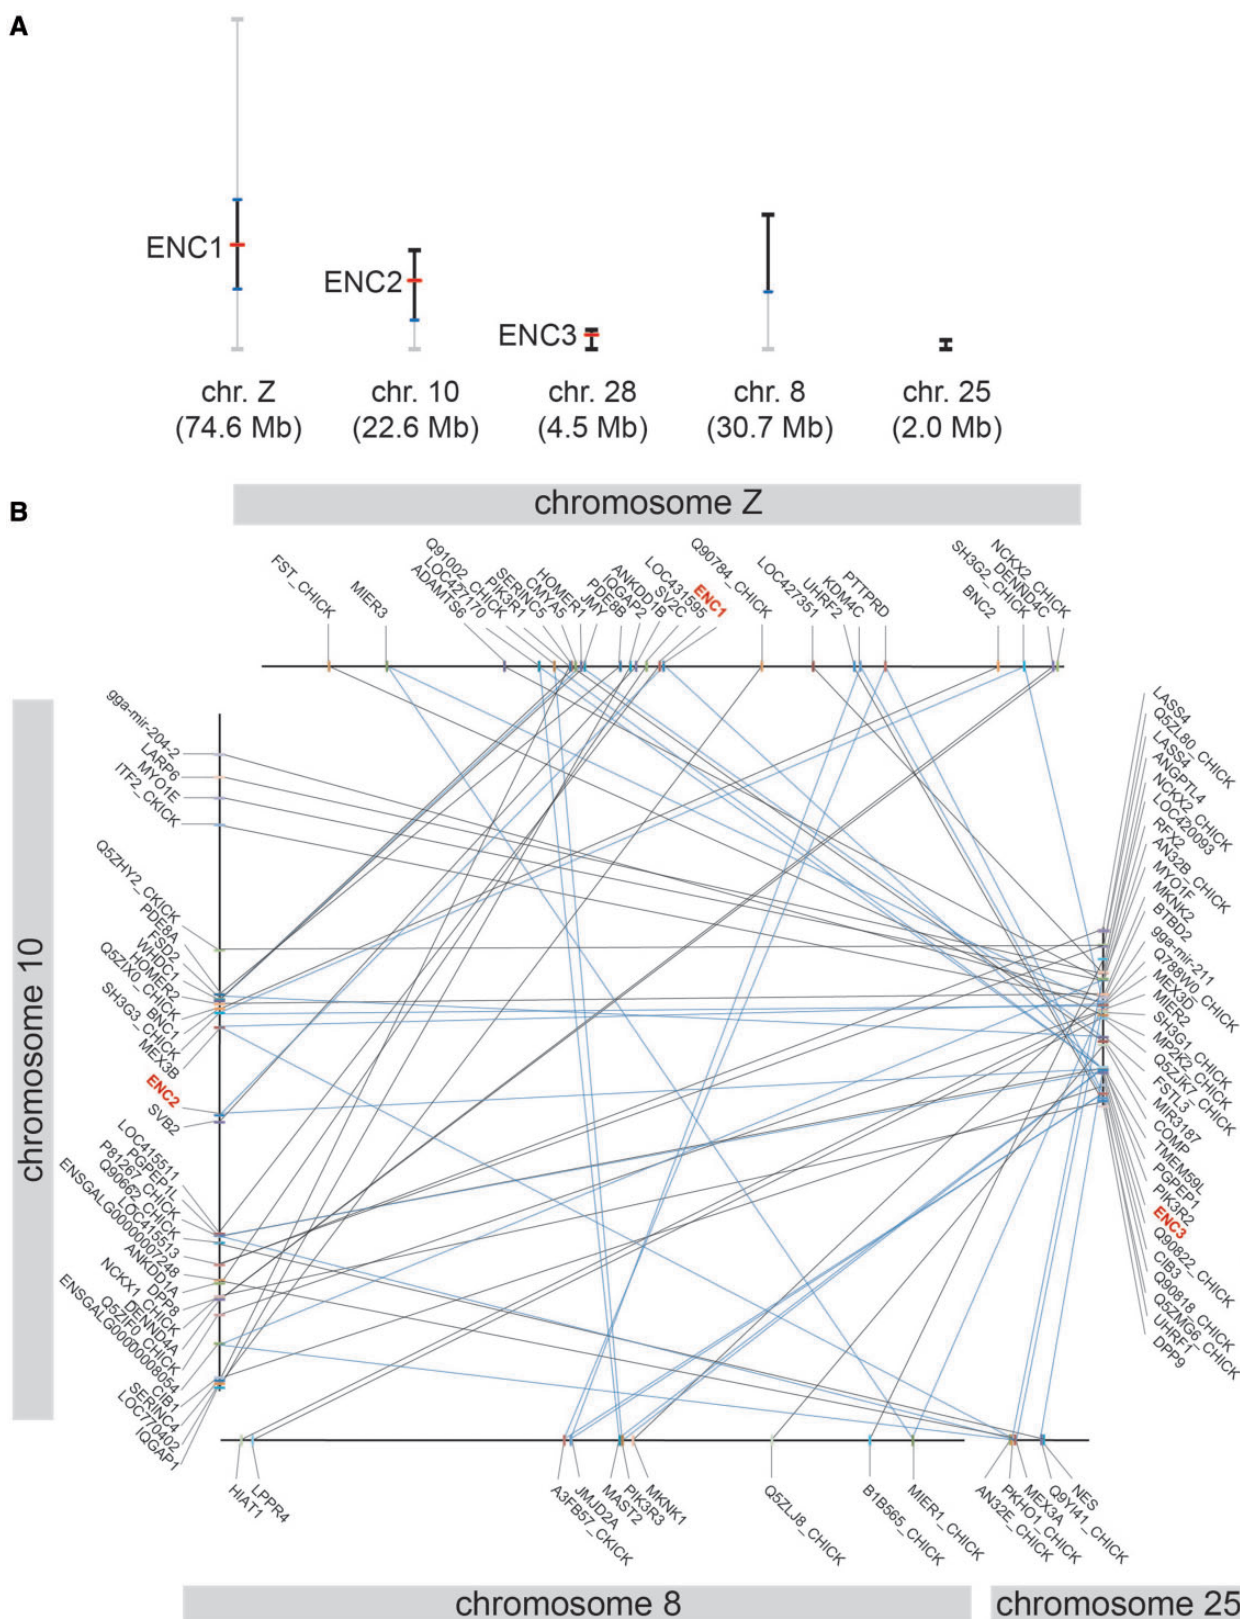 A
ENC1
ENC2
ENC3
chr. Z
(74.6 Mb)
chr. 10
(22.6 Mb)
chr. 28
(4.5 Mb)
chr. 8
(30.7 Mb)
chr. 25
(2.0 Mb)
B
chromosome Z
FST_CHICK
MIER3
ADAMTS6
LOC427170
Q91002_CHICK
PIK3R1
SERINC5
CMYA5
HOMER1
JMY
PDE8B
IQGAP2
ANKDD1B
SV2C
LOC431595
ENC1
Q90784_CHICK
LOC427351
UHRF2
KDM4C
PTTPRD
BNC2
SH3G2_CHICK
DENND4C
NCKX2_CHICK
chromosome 10
gga-mir-204-2
LARP6
MYO1E
ITF2_CKICK
Q5ZHY2_CKICK
PDE8A
FSD2
WHDC1
HOMER2
Q5ZIX0_CHICK
BNC1
SH3G3_CHICK
MEX3B
ENC2
SVB2
LOC415511
PGPEP1L
P81267_CHICK
Q90662_CHICK
LOC415513
ENSGALG00000007248
ANKDD1A
DPP8
NCKX1_CHICK
DENND4A
Q5ZIF0_CHICK
ENSGALG00000008054
CIB1
SERINC4
LOC770402
IQGAP1
LASS4
Q5ZL80_CHICK
LASS4
ANGPTL4
NCKX2_CHICK
LOC420093
RFX2
AN32B_CHICK
MYO1F
MKNK2
BTBD2
gga-mir-211
Q788W0_CHICK
MEX3D
MIER2
SH3G1_CHICK
MP2K2_CHICK
Q5ZJK7_CHICK
FSTL3
MIR3187
COMP
TMEM59L
PGPEP1
PIK3R2
ENC3
Q90822_CHICK
CIB3
Q90818_CHICK
Q5ZMG6_CHICK
UHRF1
DPP9
HIAT1
LPPR4
A3FB57_CKICK
JMJD2A
MAST2
PIK3R3
MKNK1
Q5ZLJ8_CHICK
B1B565_CHICK
MIER1_CHICK
AN32E_CHICK
PKHO1_CHICK
MEX3A
Q9YI41_CHICK
NES
chromosome 8
chromosome 25